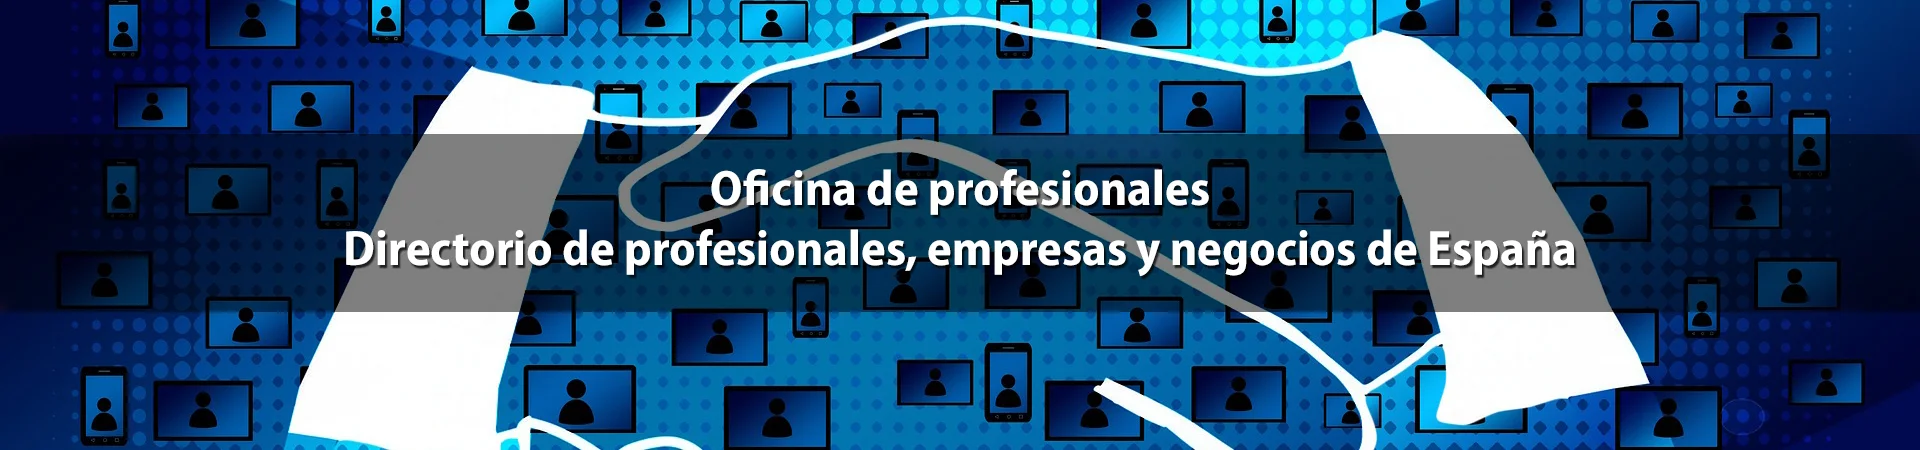 Oficina de profesionales
Directorio de profesionales, empresas y negocios de España